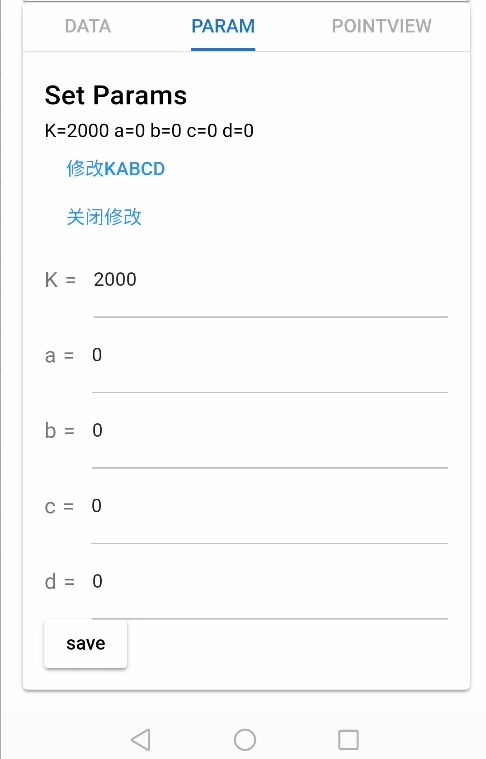 DATA PARAM POINTVIEW
Set Params
K=2000 a=0 b=0 c=0 d=0
修改KABCD
关闭修改
K = 2000
a = 0
b = 0
c = 0
d = 0
save